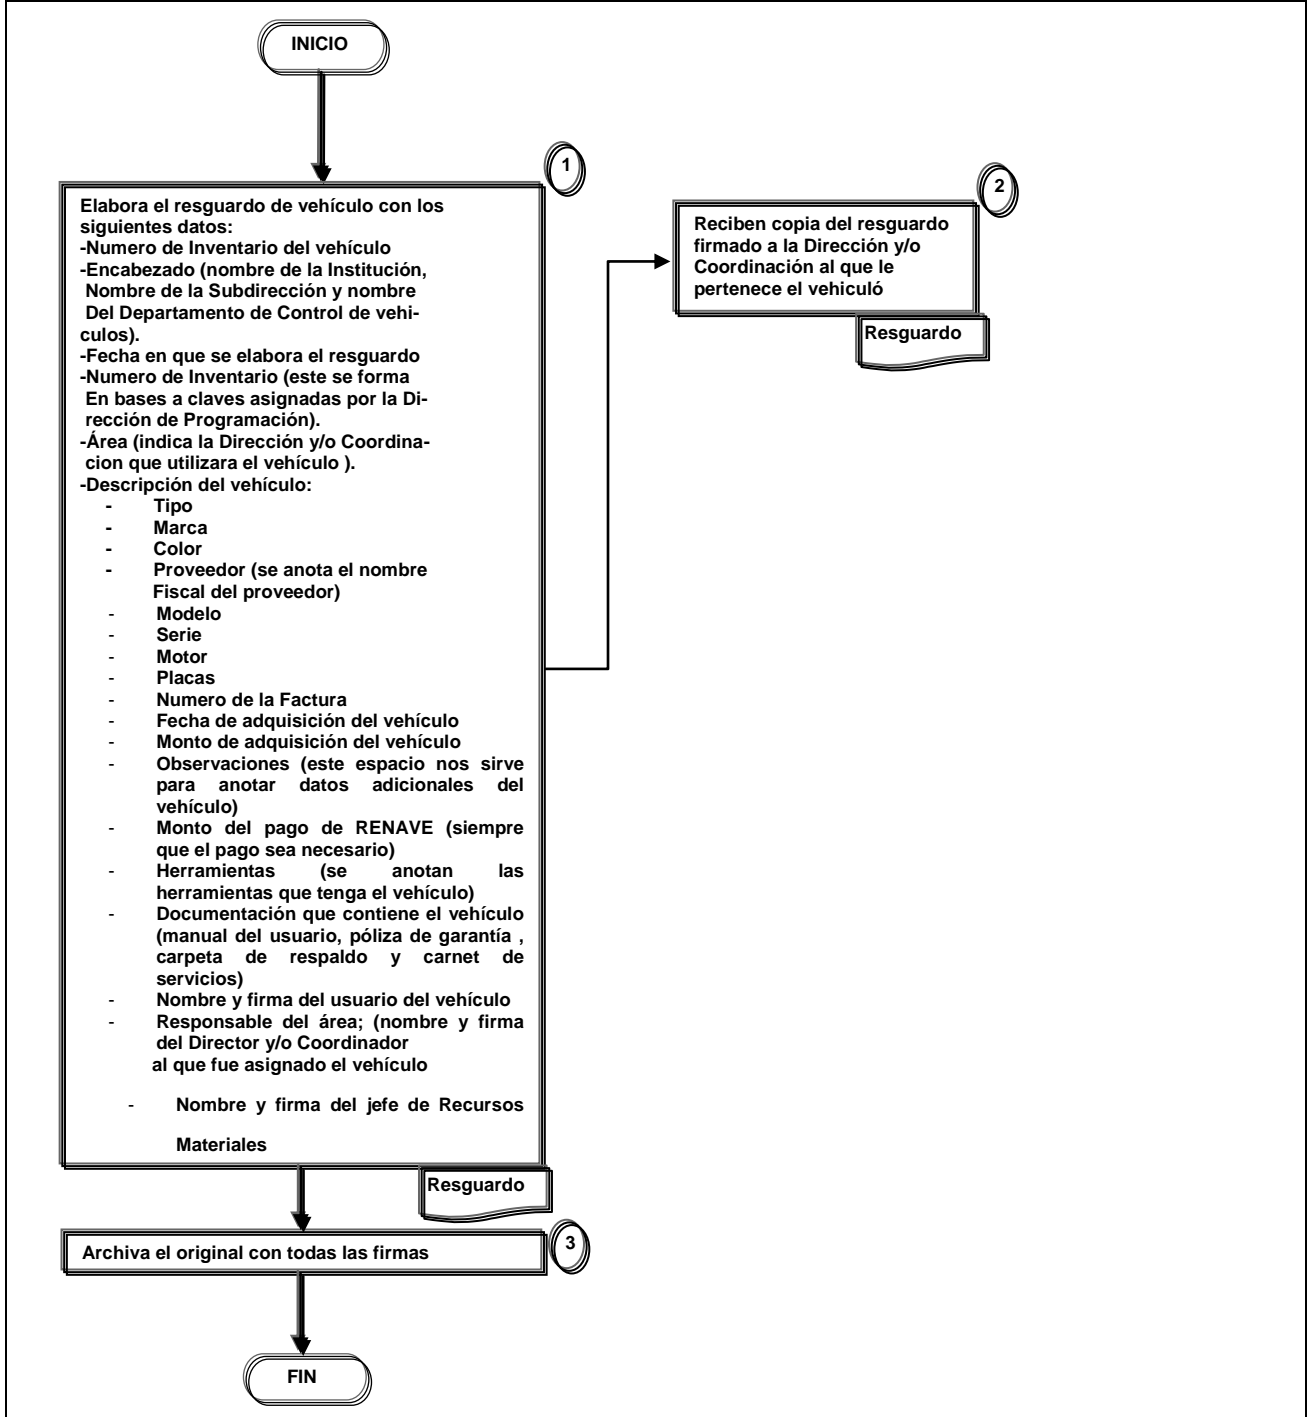 INICIO
1
Elabora el resguardo de vehículo con los
siguientes datos:
-Numero de Inventario del vehículo
-Encabezado (nombre de la Institución,
Nombre de la Subdirección y nombre
Del Departamento de Control de vehi-
culos).
-Fecha en que se elabora el resguardo
-Numero de Inventario (este se forma
En bases a claves asignadas por la Di-
rección de Programación).
-Área (indica la Dirección y/o Coordina-
cion que utilizara el vehículo ).
-Descripción del vehículo:
- Tipo
- Marca
- Color
- Proveedor (se anota el nombre
Fiscal del proveedor)
- Modelo
- Serie
- Motor
- Placas
- Numero de la Factura
- Fecha de adquisición del vehículo
- Monto de adquisición del vehículo
- Observaciones (este espacio nos sirve
para anotar datos adicionales del
vehículo)
- Monto del pago de RENAVE (siempre
que el pago sea necesario)
- Herramientas (se anotan las
herramientas que tenga el vehículo)
- Documentación que contiene el vehículo
(manual del usuario, póliza de garantía ,
carpeta de respaldo y carnet de
servicios)
- Nombre y firma del usuario del vehículo
- Responsable del área; (nombre y firma
del Director y/o Coordinador
al que fue asignado el vehículo
- Nombre y firma del jefe de Recursos
Materiales
Resguardo
2
Reciben copia del resguardo
firmado a la Dirección y/o
Coordinación al que le
pertenece el vehiculó
Resguardo
3
Archiva el original con todas las firmas
FIN